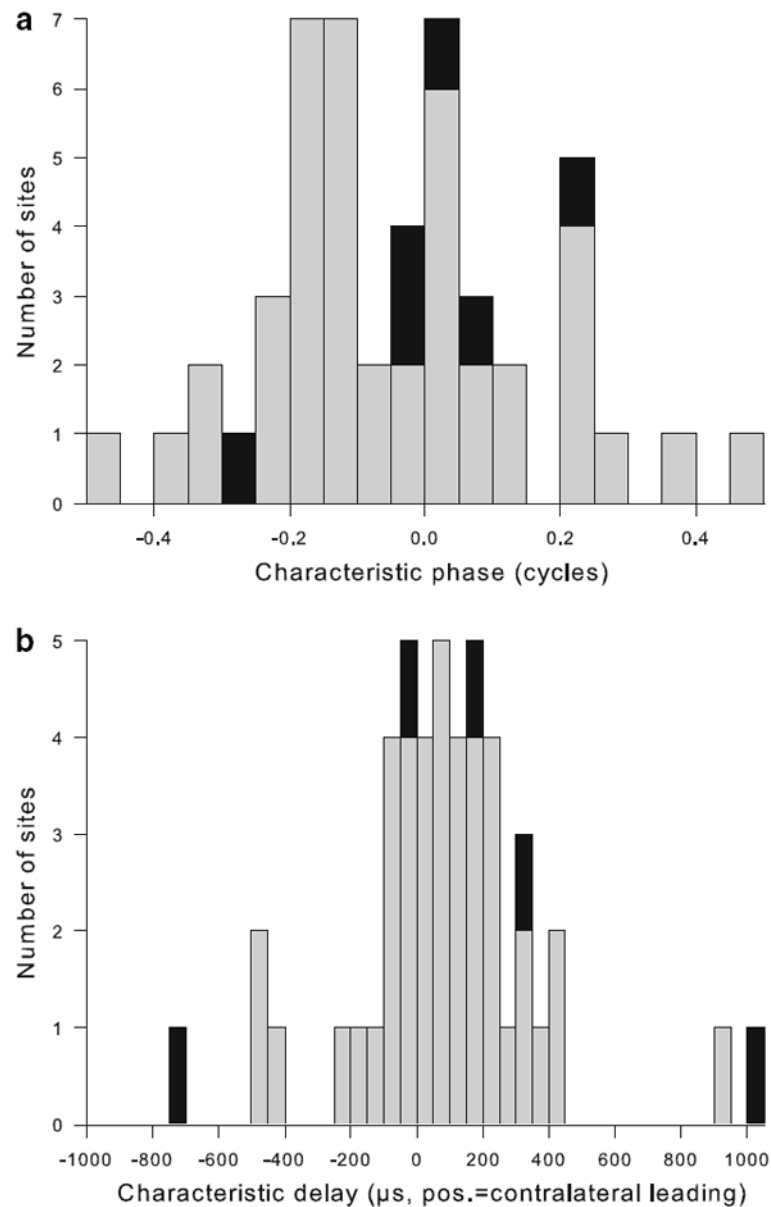 a
Number of sites
7
6
5
4
3
2
1
0
-0.4 -0.2 0.0 0.2 0.4
Characteristic phase (cycles)
b
Number of sites
5
4
3
2
1
0
-1000 -800 -600 -400 -200 0 200 400 600 800 1000
Characteristic delay (µs, pos.=contralateral leading)